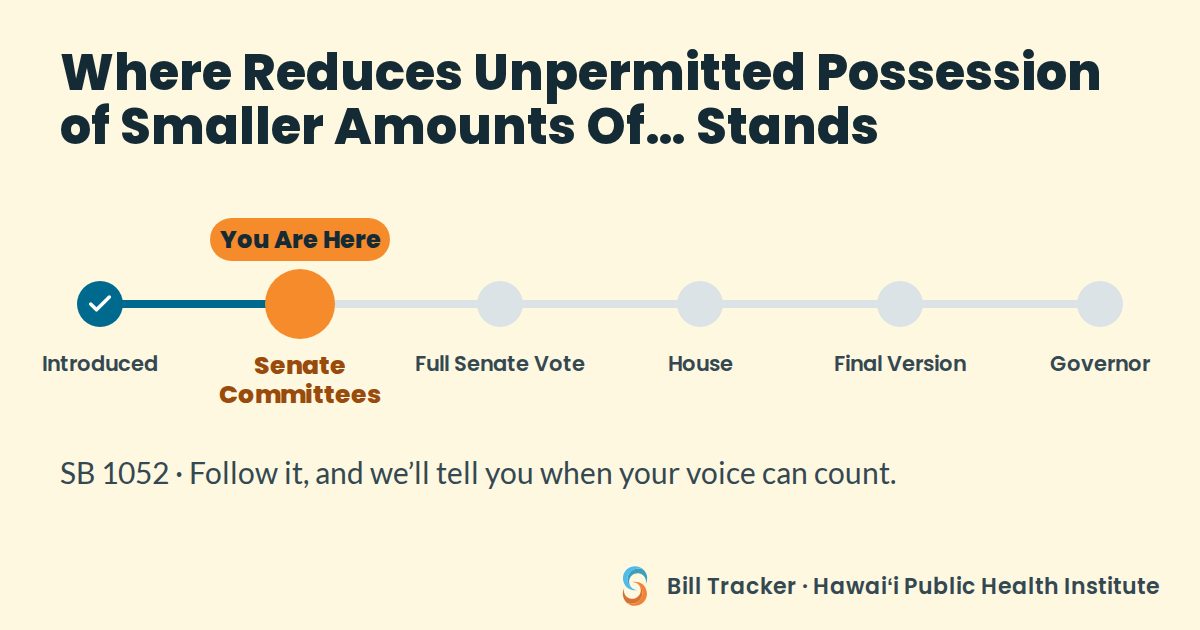 Where Reduces Unpermitted Possession
of Smaller Amounts Of... Stands
You Are Here
Introduced
Senate
Committees
Full Senate Vote
House
Final Version
Governor
SB 1052 · Follow it, and we’ll tell you when your voice can count.
Bill Tracker · Hawaiʻi Public Health Institute